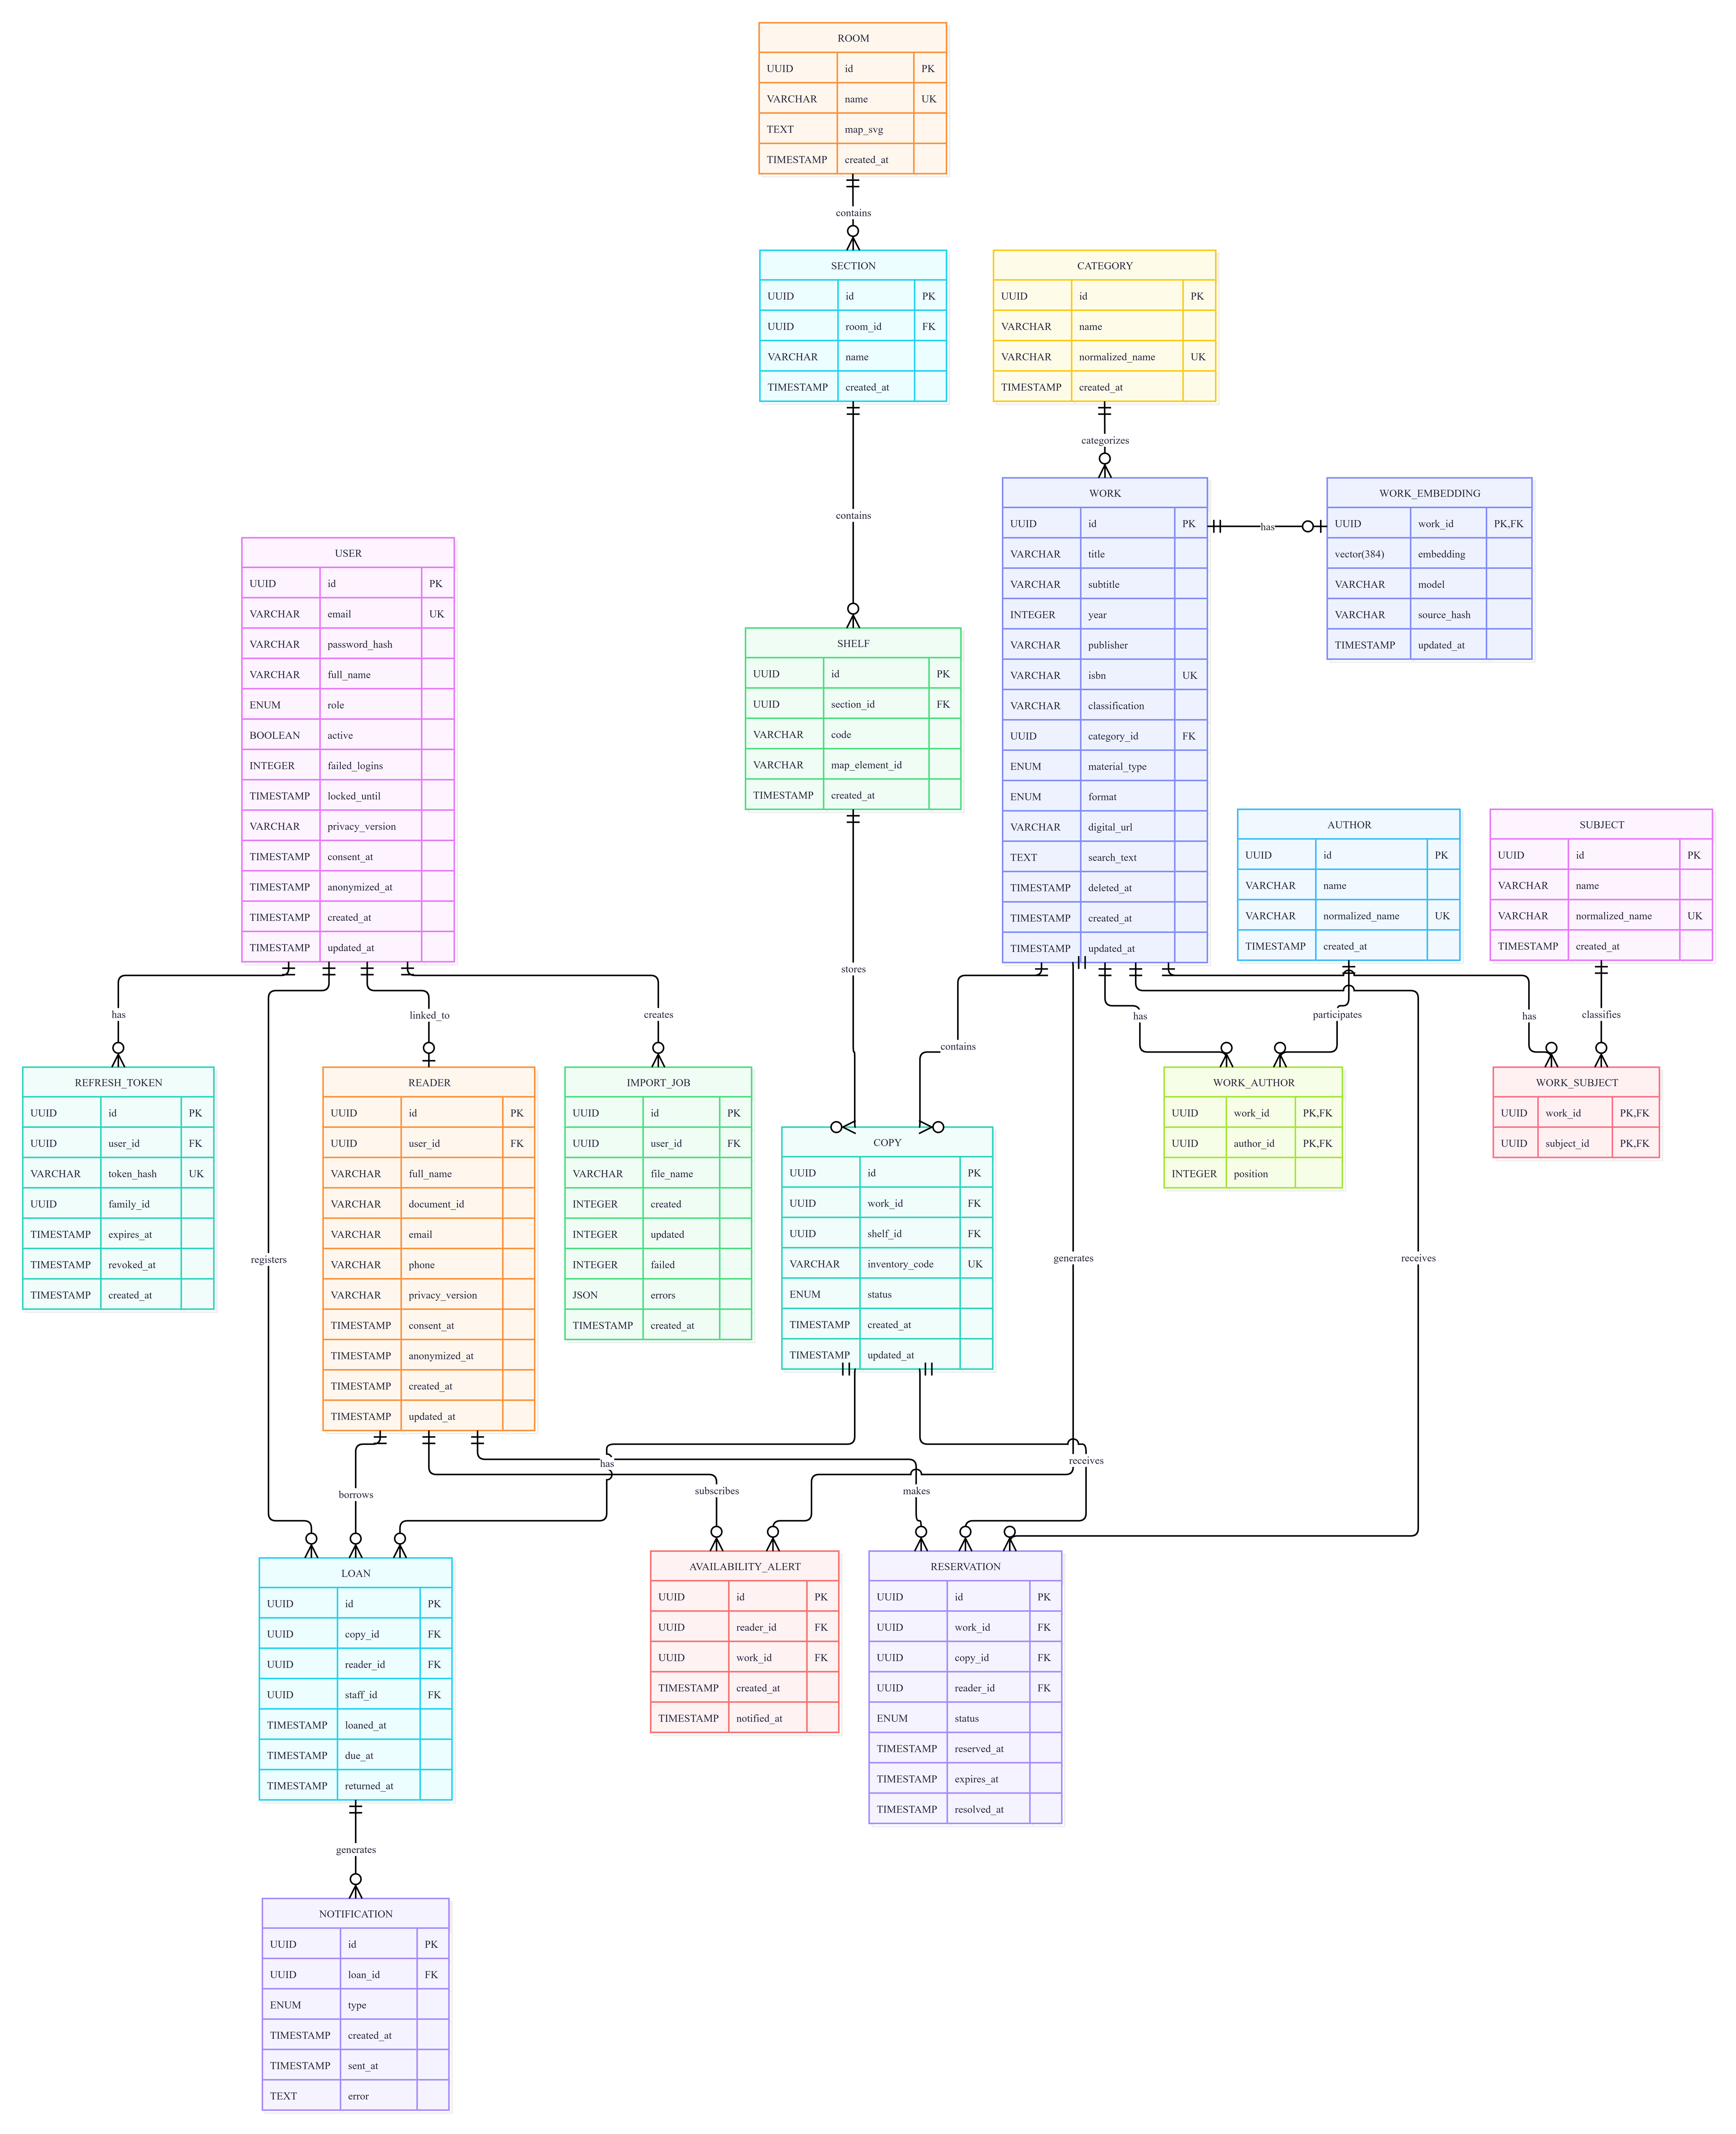 ROOM
UUID id PK
VARCHAR name UK
TEXT map_svg
TIMESTAMP created_at
contains
SECTION
UUID id PK
UUID room_id FK
VARCHAR name
TIMESTAMP created_at
CATEGORY
UUID id PK
VARCHAR name
VARCHAR normalized_name UK
TIMESTAMP created_at
categorizes
contains
WORK
UUID id PK
VARCHAR title
VARCHAR subtitle
INTEGER year
VARCHAR publisher
VARCHAR isbn UK
VARCHAR classification
UUID category_id FK
ENUM material_type
ENUM format
VARCHAR digital_url
TEXT search_text
TIMESTAMP deleted_at
TIMESTAMP created_at
TIMESTAMP updated_at
has
WORK_EMBEDDING
UUID work_id PK,FK
vector(384) embedding
VARCHAR model
VARCHAR source_hash
TIMESTAMP updated_at
USER
UUID id PK
VARCHAR email UK
VARCHAR password_hash
VARCHAR full_name
ENUM role
BOOLEAN active
INTEGER failed_logins
TIMESTAMP locked_until
VARCHAR privacy_version
TIMESTAMP consent_at
TIMESTAMP anonymized_at
TIMESTAMP created_at
TIMESTAMP updated_at
SHELF
UUID id PK
UUID section_id FK
VARCHAR code
VARCHAR map_element_id
TIMESTAMP created_at
AUTHOR
UUID id PK
VARCHAR name
VARCHAR normalized_name UK
TIMESTAMP created_at
SUBJECT
UUID id PK
VARCHAR name
VARCHAR normalized_name UK
TIMESTAMP created_at
stores
has
linked_to
creates
contains
has
participates
has
classifies
REFRESH_TOKEN
UUID id PK
UUID user_id FK
VARCHAR token_hash UK
UUID family_id
TIMESTAMP expires_at
TIMESTAMP revoked_at
TIMESTAMP created_at
READER
UUID id PK
UUID user_id FK
VARCHAR full_name
VARCHAR document_id
VARCHAR email
VARCHAR phone
VARCHAR privacy_version
TIMESTAMP consent_at
TIMESTAMP anonymized_at
TIMESTAMP created_at
TIMESTAMP updated_at
IMPORT_JOB
UUID id PK
UUID user_id FK
VARCHAR file_name
INTEGER created
INTEGER updated
INTEGER failed
JSON errors
TIMESTAMP created_at
COPY
UUID id PK
UUID work_id FK
UUID shelf_id FK
VARCHAR inventory_code UK
ENUM status
TIMESTAMP created_at
TIMESTAMP updated_at
WORK_AUTHOR
UUID work_id PK,FK
UUID author_id PK,FK
INTEGER position
WORK_SUBJECT
UUID work_id PK,FK
UUID subject_id PK,FK
registers
generates
receives
borrows
has
subscribes
makes
receives
LOAN
UUID id PK
UUID copy_id FK
UUID reader_id FK
UUID staff_id FK
TIMESTAMP loaned_at
TIMESTAMP due_at
TIMESTAMP returned_at
AVAILABILITY_ALERT
UUID id PK
UUID reader_id FK
UUID work_id FK
TIMESTAMP created_at
TIMESTAMP notified_at
RESERVATION
UUID id PK
UUID work_id FK
UUID copy_id FK
UUID reader_id FK
ENUM status
TIMESTAMP reserved_at
TIMESTAMP expires_at
TIMESTAMP resolved_at
generates
NOTIFICATION
UUID id PK
UUID loan_id FK
ENUM type
TIMESTAMP created_at
TIMESTAMP sent_at
TEXT error